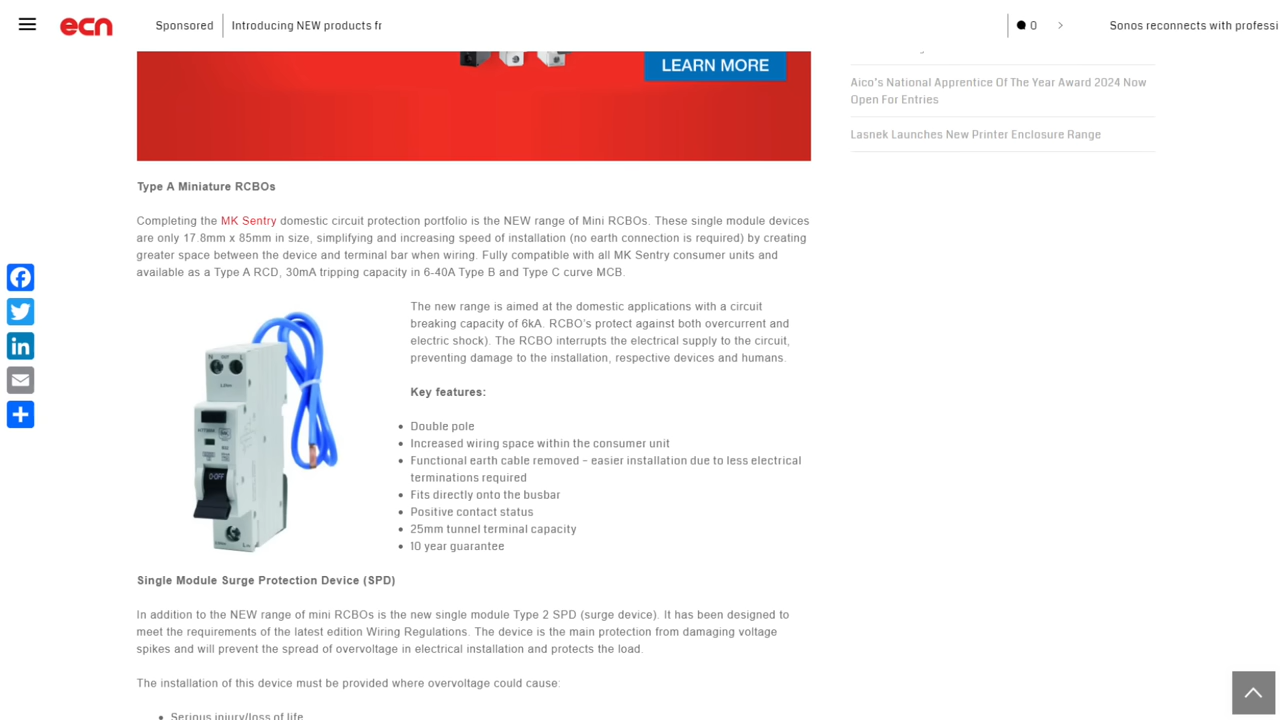 ecn
Sponsored
Introducing NEW products fr
0
Sonos reconnects with professi
LEARN MORE
Aico's National Apprentice Of The Year Award 2024 Now
Open For Entries
Lasnek Launches New Printer Enclosure Range
Type A Miniature RCBOs
Completing the MK Sentry domestic circuit protection portfolio is the NEW range of Mini RCBOs. These single module devices
are only 17.8mm x 85mm in size, simplifying and increasing speed of installation (no earth connection is required) by creating
greater space between the device and terminal bar when wiring. Fully compatible with all MK Sentry consumer units and
available as a Type A RCD, 30mA tripping capacity in 6-40A Type B and Type C curve MCB.
The new range is aimed at the domestic applications with a circuit
breaking capacity of 6kA. RCBO's protect against both overcurrent and
electric shock). The RCBO interrupts the electrical supply to the circuit,
preventing damage to the installation, respective devices and humans.
N OUT L
O-OFF
Key features:
Double pole
Increased wiring space within the consumer unit
Functional earth cable removed – easier installation due to less electrical
terminations required
Fits directly onto the busbar
Positive contact status
25mm tunnel terminal capacity
10 year guarantee
Single Module Surge Protection Device (SPD)
In addition to the NEW range of mini RCBOs is the new single module Type 2 SPD (surge device). It has been designed to
meet the requirements of the latest edition Wiring Regulations. The device is the main protection from damaging voltage
spikes and will prevent the spread of overvoltage in electrical installation and protects the load.
The installation of this device must be provided where overvoltage could cause:
Serious injury/loss of life